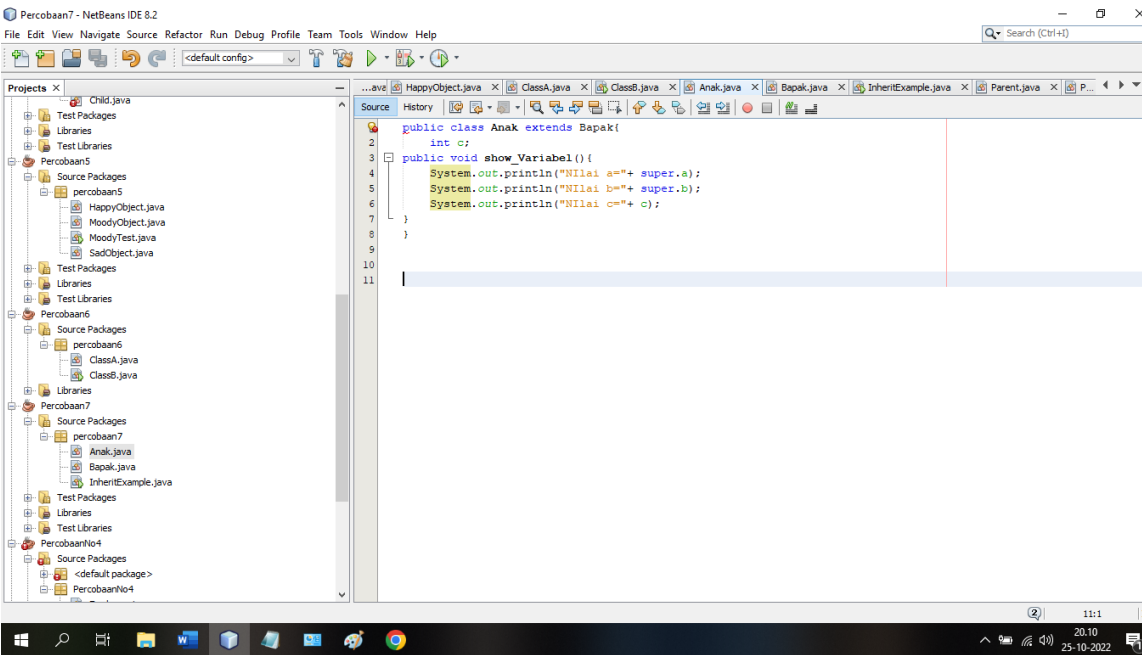 Percobaan7 - NetBeans IDE 8.2
File Edit View Navigate Source Refactor Run Debug Profile Team Tools Window Help
Search (Ctrl+I)
<default config>
Projects
...ava HappyObject.java ClassA.java ClassB.java Anak.java Bapak.java InheritExample.java Parent.java P...
Source History
Child.java
Test Packages
Libraries
Test Libraries
Percobaan5
Source Packages
percobaan5
HappyObject.java
MoodyObject.java
MoodyTest.java
SadObject.java
Test Packages
Libraries
Test Libraries
Percobaan6
Source Packages
percobaan6
ClassA.java
ClassB.java
Libraries
Percobaan7
Source Packages
percobaan7
Anak.java
Bapak.java
InheritExample.java
Test Packages
Libraries
Test Libraries
PercobaanNo4
Source Packages
<default package>
PercobaanNo4
public class Anak extends Bapak{
2 int c;
3 public void show_Variabel(){
4 System.out.println("NIlai a="+ super.a);
5 System.out.println("NIlai b="+ super.b);
6 System.out.println("NIlai c="+ c);
7 }
8 }
9
10
11
2 11:1
20.10
25-10-2022